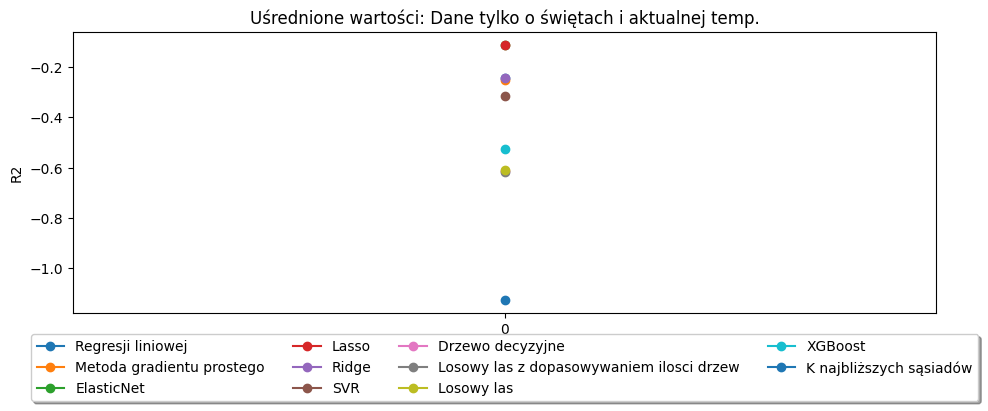 Uśrednione wartości: Dane tylko o świętach i aktualnej temp.
−0.2
−0.4
−0.6
−0.8
−1.0
R2
0
Regresji liniowej
Metoda gradientu prostego
ElasticNet
Lasso
Ridge
SVR
Drzewo decyzyjne
Losowy las z dopasowywaniem ilosci drzew
Losowy las
XGBoost
K najbliższych sąsiadów